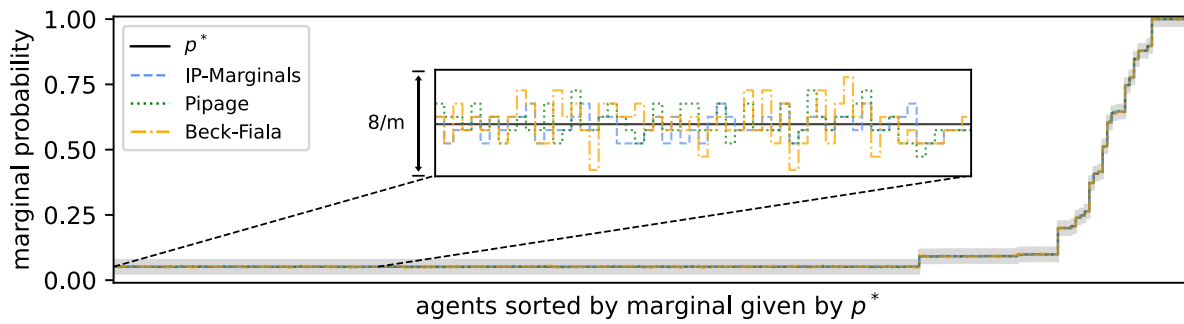 marginal probability
1.00
0.75
0.50
0.25
0.00
p*
IP-Marginals
Pipage
Beck-Fiala
8/m
agents sorted by marginal given by p*